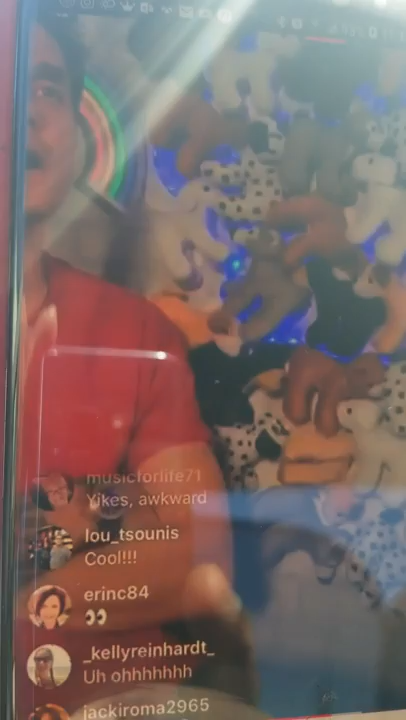 musicforlife71
Yikes, awkward
lou_tsounis
Cool!!!
erinc84
👀
_kellyreinhardt_
Uh ohhhhhhh
jackiroma2965